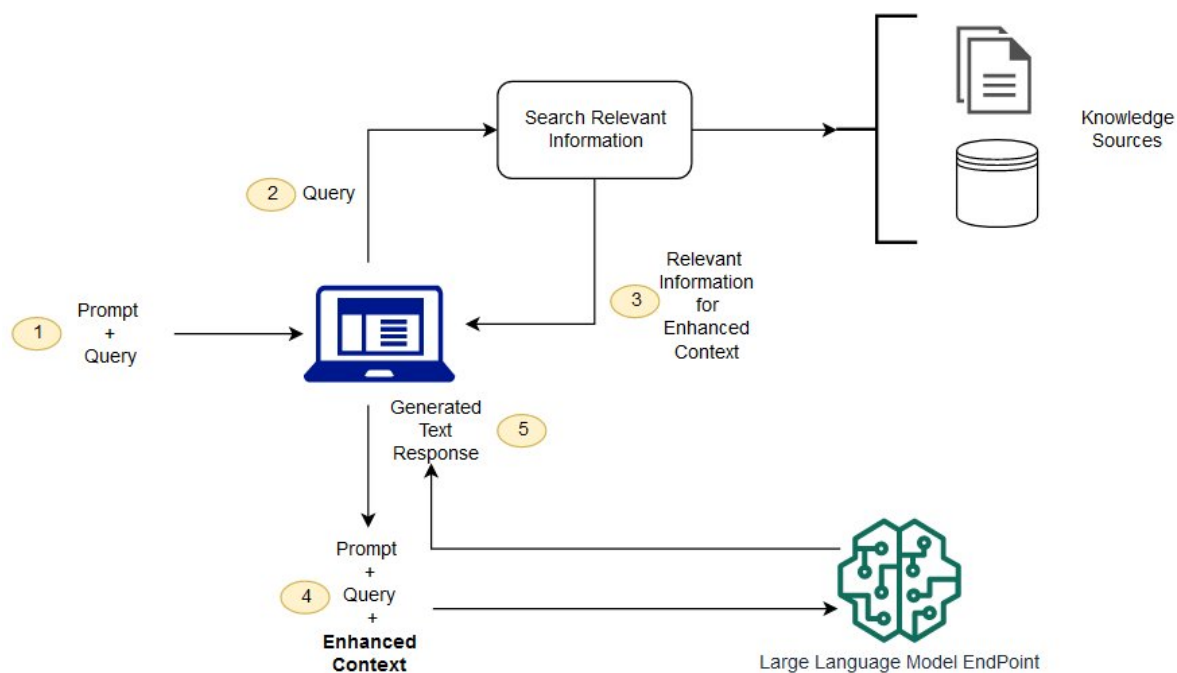 Search Relevant
Information
Knowledge
Sources
2
Query
Relevant
Information
for
Enhanced
Context
3
1
Prompt
+
Query
Generated
Text
Response
5
Prompt
+
Query
+
Enhanced
Context
4
Large Language Model EndPoint